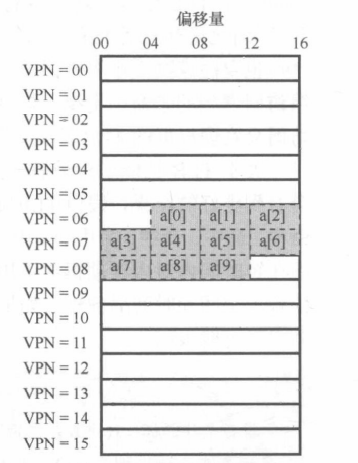 偏移量
00 04 08 12 16
VPN = 00
VPN = 01
VPN = 02
VPN = 03
VPN = 04
VPN = 05
VPN = 06 a[0] a[1] a[2]
VPN = 07 a[3] a[4] a[5] a[6]
VPN = 08 a[7] a[8] a[9]
VPN = 09
VPN = 10
VPN = 11
VPN = 12
VPN = 13
VPN = 14
VPN = 15